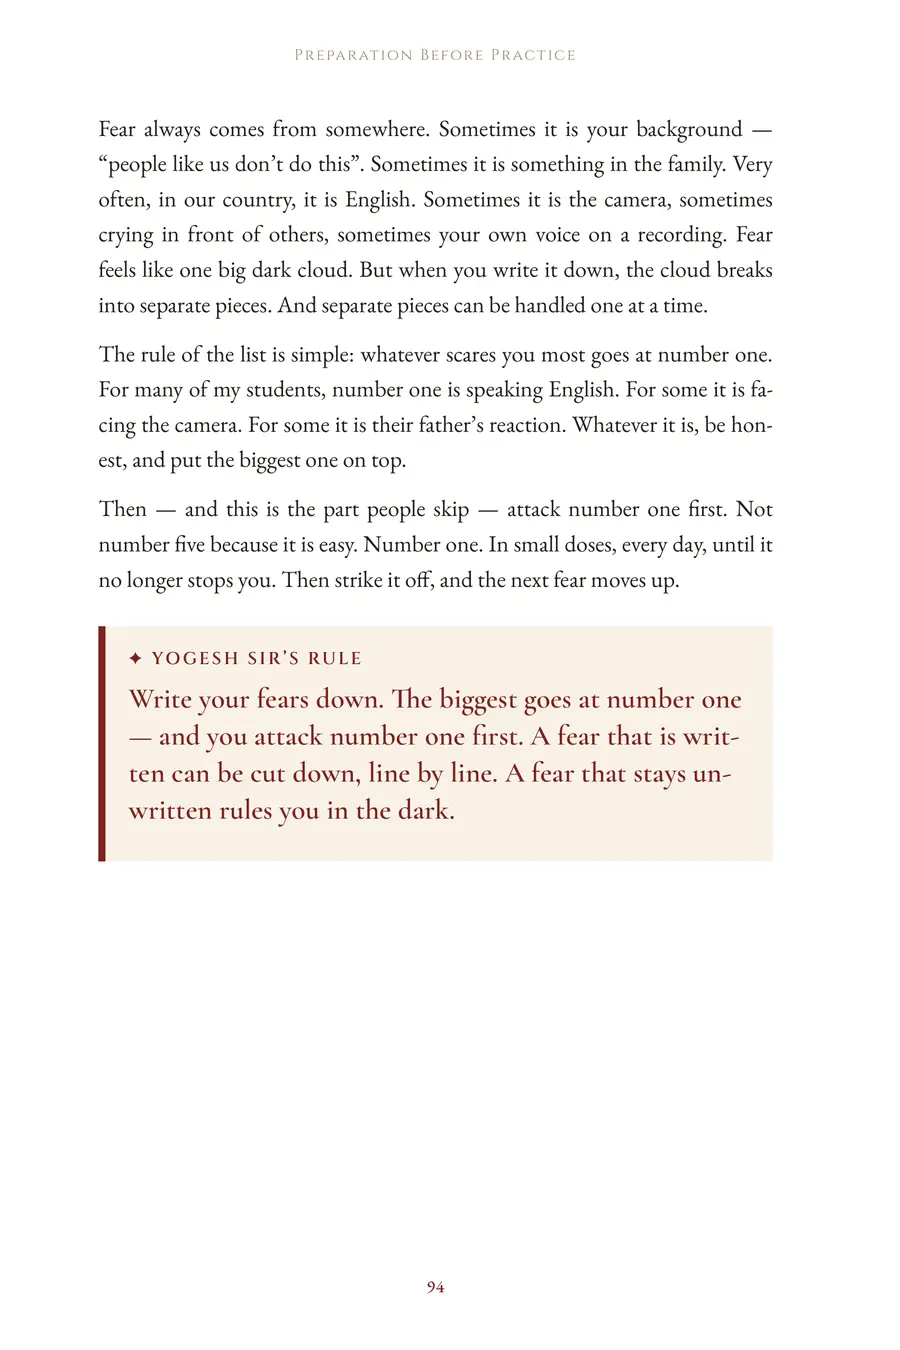 Preparation Before Practice
Fear always comes from somewhere. Sometimes it is your background —
“people like us don’t do this”. Sometimes it is something in the family. Very
often, in our country, it is English. Sometimes it is the camera, sometimes
crying in front of others, sometimes your own voice on a recording. Fear
feels like one big dark cloud. But when you write it down, the cloud breaks
into separate pieces. And separate pieces can be handled one at a time.
The rule of the list is simple: whatever scares you most goes at number one.
For many of my students, number one is speaking English. For some it is fa-
cing the camera. For some it is their father’s reaction. Whatever it is, be hon-
est, and put the biggest one on top.
Then — and this is the part people skip — attack number one first. Not
number five because it is easy. Number one. In small doses, every day, until it
no longer stops you. Then strike it off, and the next fear moves up.
✦ YOGESH SIR’S RULE
Write your fears down. The biggest goes at number one
— and you attack number one first. A fear that is writ-
ten can be cut down, line by line. A fear that stays un-
written rules you in the dark.
94